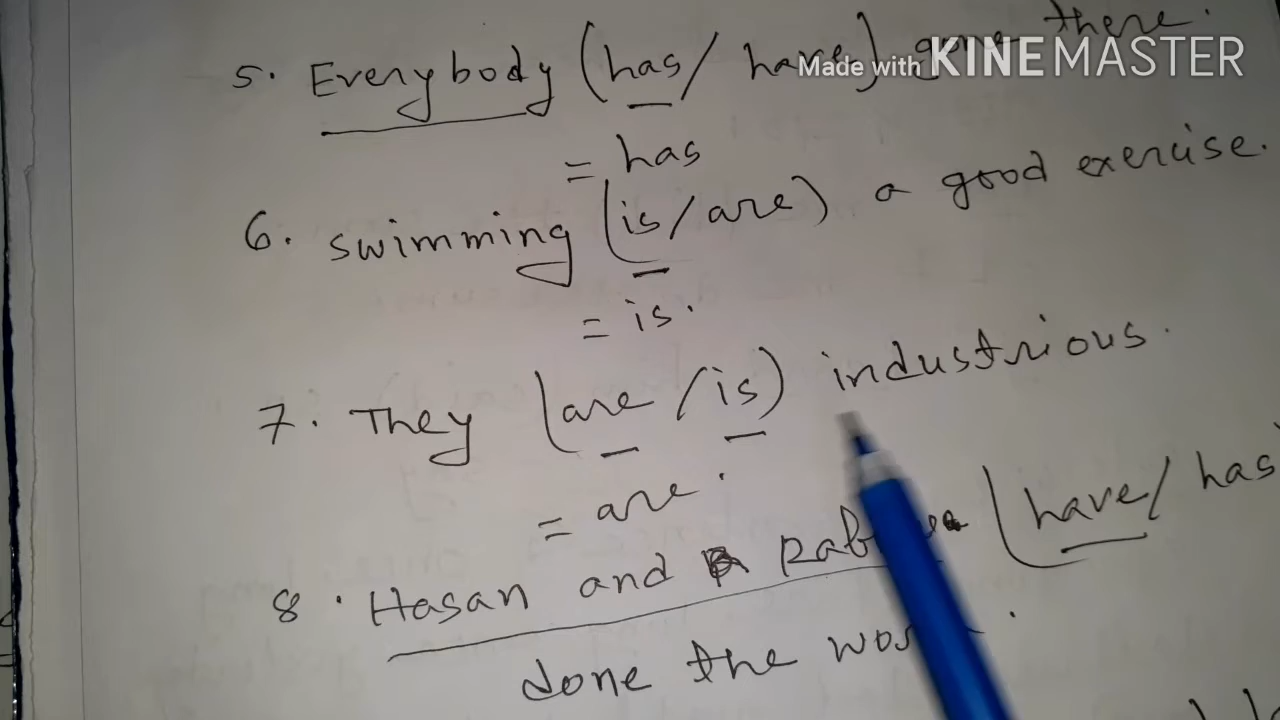 5. Everybody (has/ have) gone there.
Made with KINEMASTER
= has
6. swimming (is/are) a good exercise.
= is.
7. They (are/is) industrious.
= are.
8. Hasan and (have/ has
done the